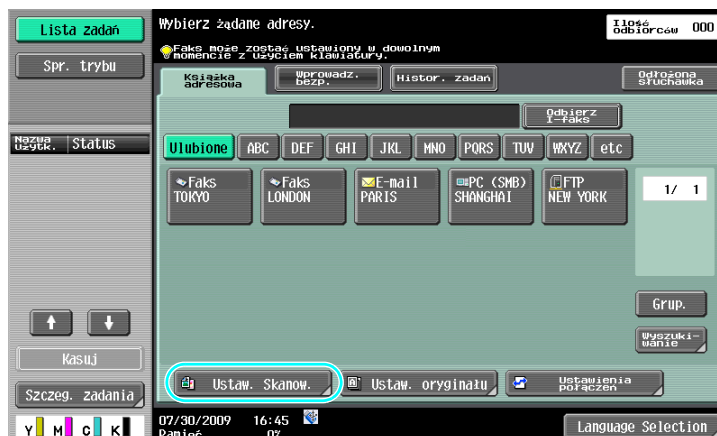 Lista zadań
Spr. trybu
Nazwa użytk.
Status
Kasuj
Szczeg. zadania
Y M C K
Wybierz żądane adresy.
Ilość odbiorców 000
Faks może zostać ustawiony w dowolnym
momencie z użyciem klawiatury.
Książka adresowa
Wprowadz. bezp.
Histor. zadań
Odłożona słuchawka
Odbierz I-faks
Ulubione ABC DEF GHI JKL MNO PQRS TUV WXYZ etc
Faks TOKYO
Faks LONDON
E-mail PARIS
PC (SMB) SHANGHAI
FTP NEW YORK
1/ 1
Grup.
Wyszuki-
wanie
Ustaw. Skanow.
Ustaw. oryginału
Ustawienia połączeń
07/30/2009 16:45
Pamięć 0%
Language Selection